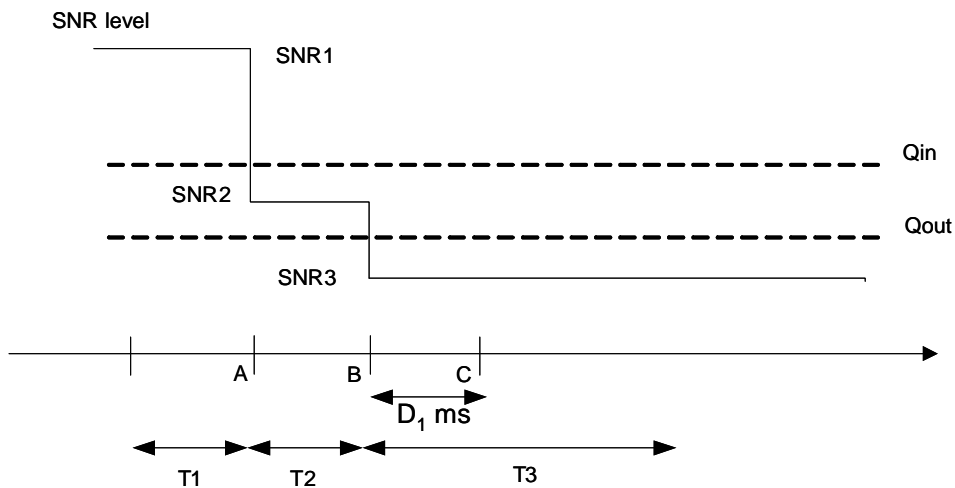 SNR level
SNR1
Qin
SNR2
Qout
SNR3
A B C
D₁ ms
T1 T2 T3